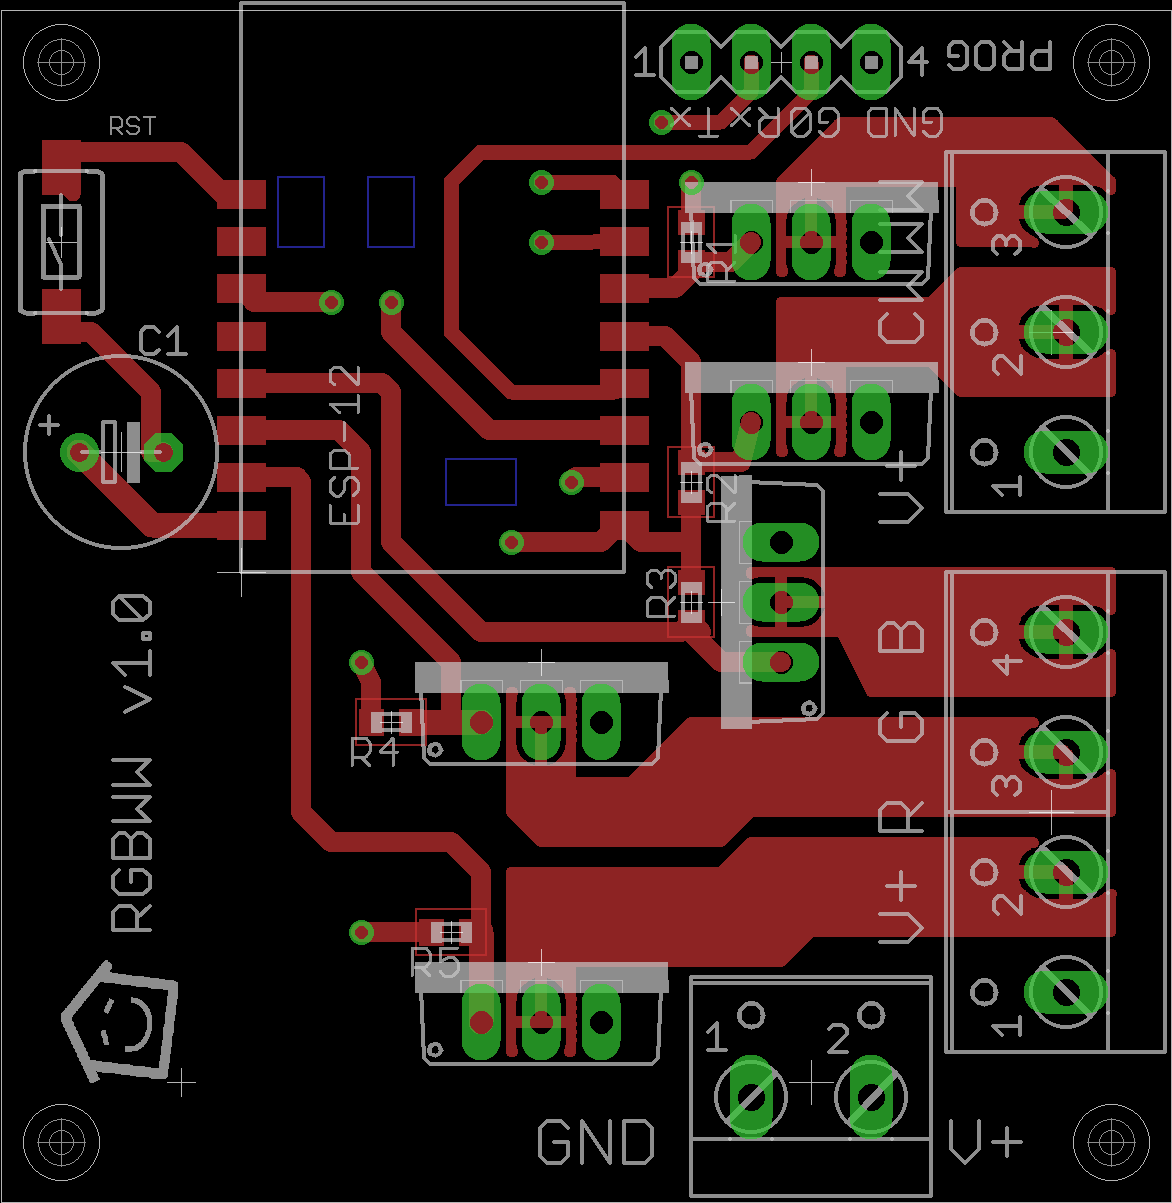 1 4
PROG
GND G0 Rx Tx
RST
R1
3
V+ CW WW
C1
2
ESP-12
+
R2
1
R3
V+ R G B
4
RGBWW v1.0
R4
3
2
R5
1
1 2
GND V+